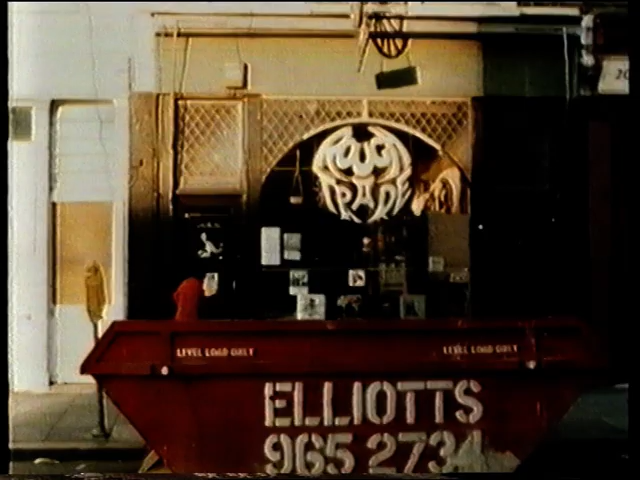 ROUGH
TRADE
LEVEL LOAD ONLY
LEVEL LOAD ONLY
ELLIOTTS
965 2734